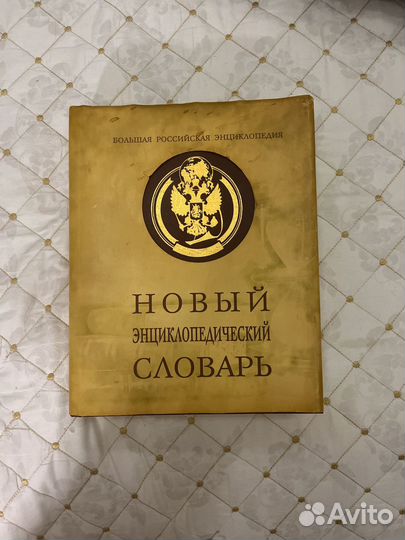 БОЛЬШАЯ РОССИЙСКАЯ ЭНЦИКЛОПЕДИЯ
НОВЫЙ
ЭНЦИКЛОПЕДИЧЕСКИЙ
СЛОВАРЬ
Avito